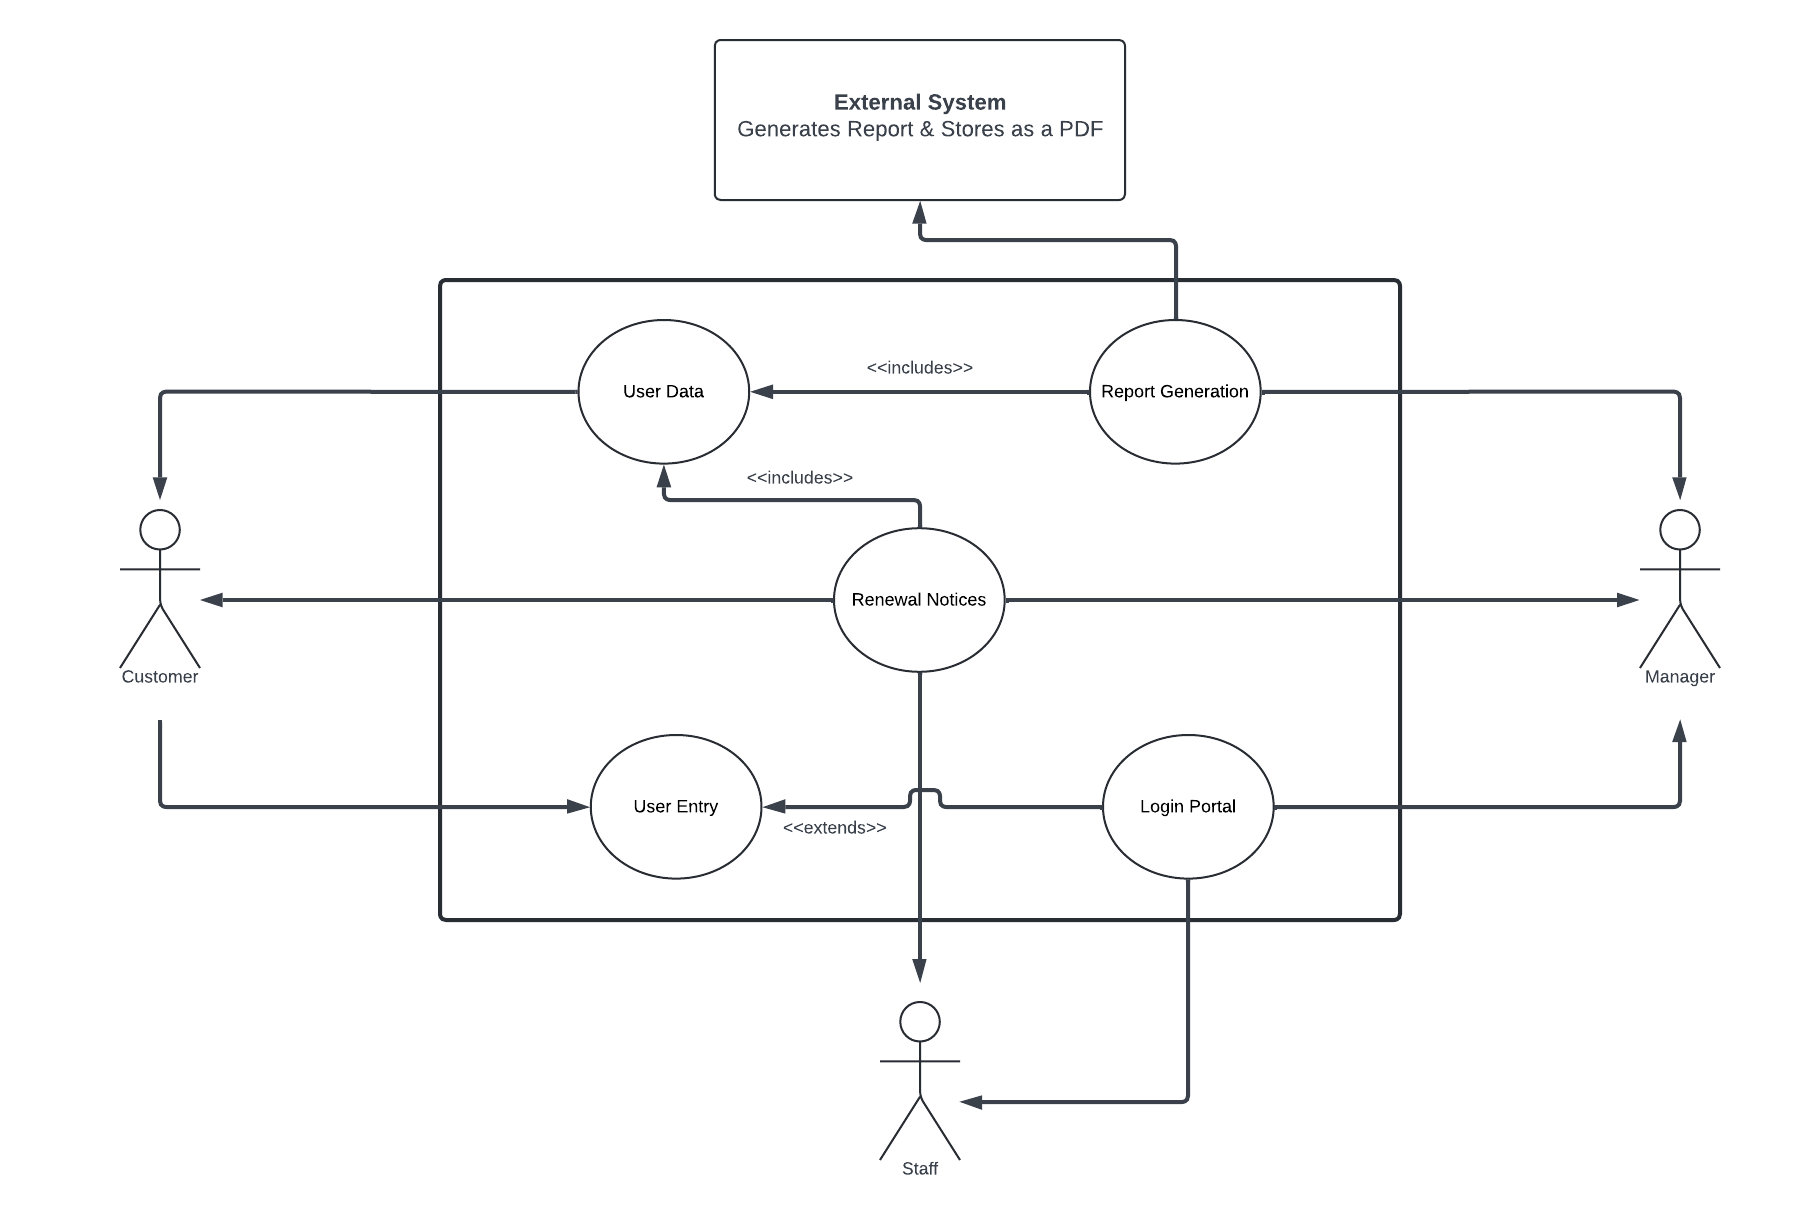 External System
Generates Report & Stores as a PDF
<<includes>>
User Data
Report Generation
<<includes>>
Renewal Notices
Customer
Manager
User Entry
Login Portal
<<extends>>
Staff